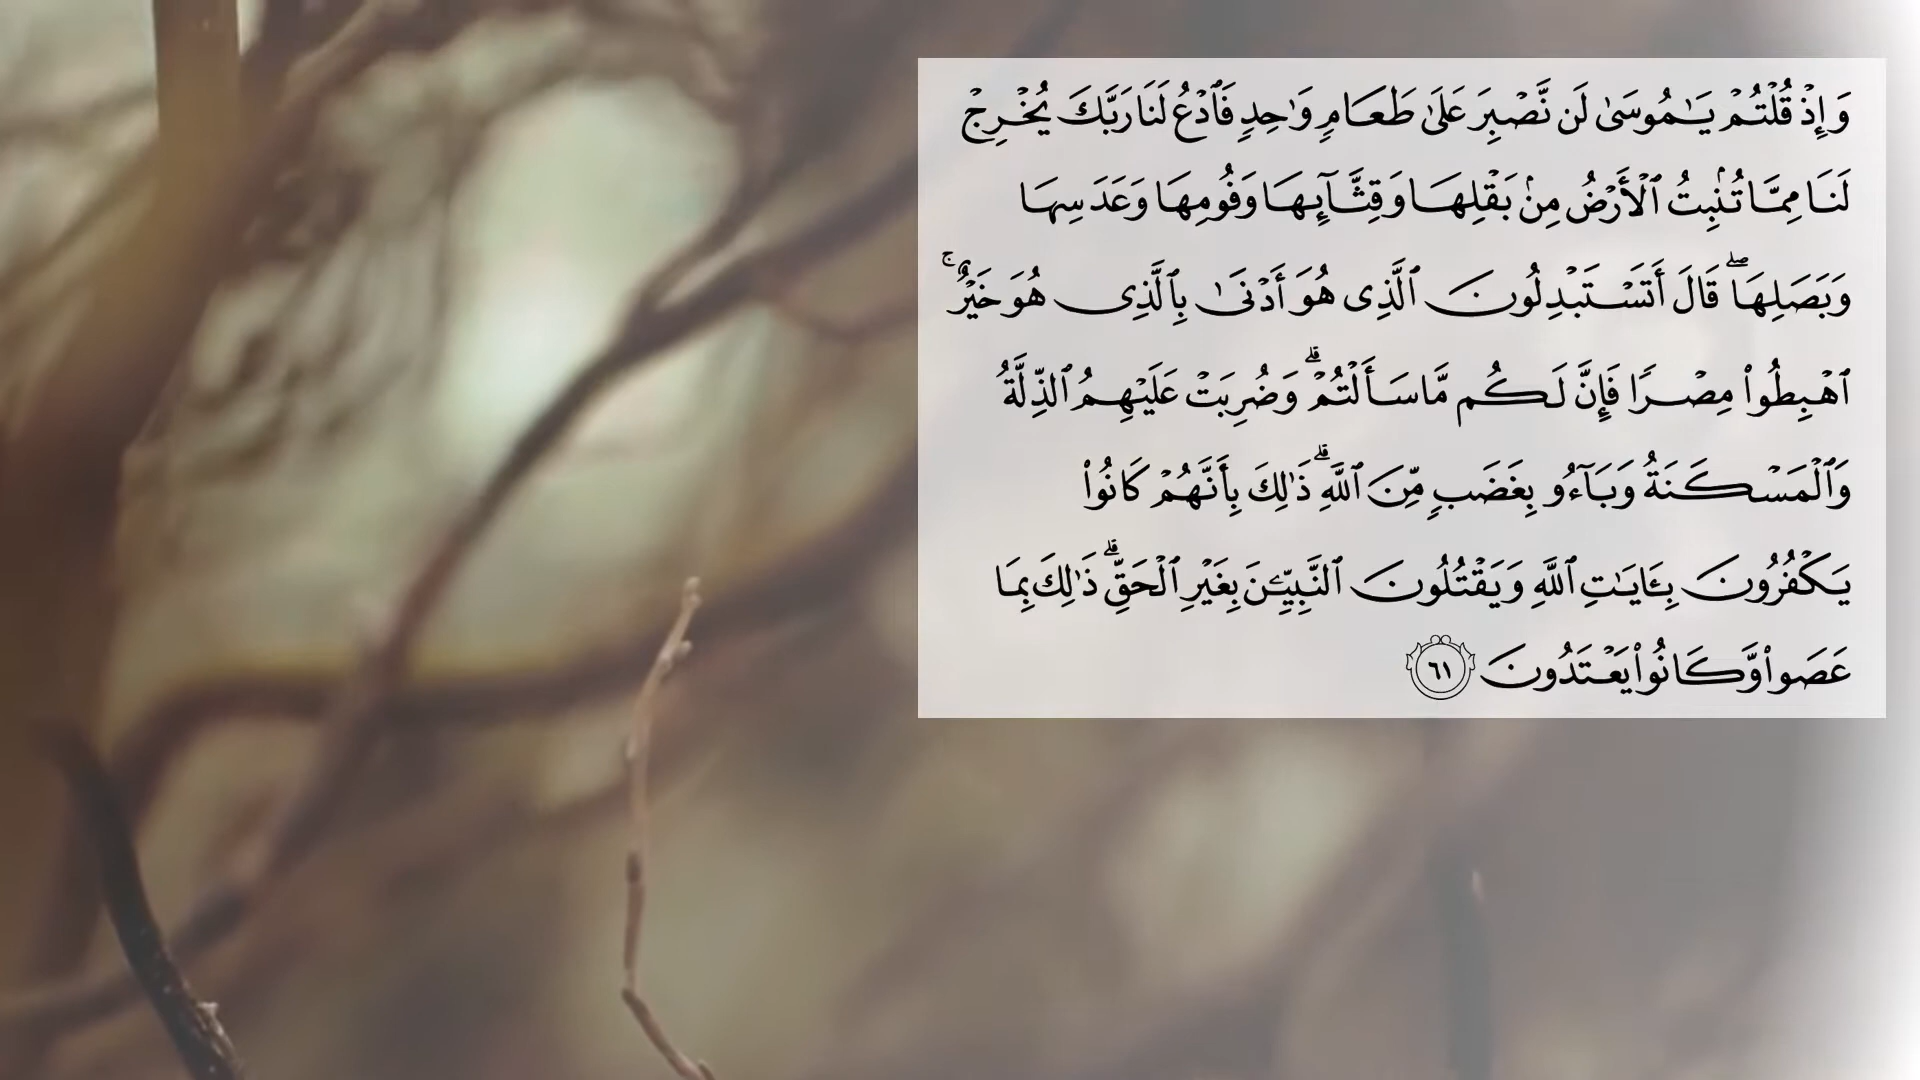 وَإِذْ قُلْتُمْ يَـٰمُوسَىٰ لَن نَّصْبِرَ عَلَىٰ طَعَامٍ وَٰحِدٍ فَٱدْعُ لَنَا رَبَّكَ يُخْرِجْ
لَنَا مِمَّا تُنۢبِتُ ٱلْأَرْضُ مِنۢ بَقْلِهَا وَقِثَّآئِهَا وَفُومِهَا وَعَدَسِهَا
وَبَصَلِهَا ۖ قَالَ أَتَسْتَبْدِلُونَ ٱلَّذِى هُوَ أَدْنَىٰ بِٱلَّذِى هُوَ خَيْرٌ ۚ
ٱهْبِطُوا۟ مِصْرًا فَإِنَّ لَكُم مَّا سَأَلْتُمْ ۗ وَضُرِبَتْ عَلَيْهِمُ ٱلذِّلَّةُ
وَٱلْمَسْكَنَةُ وَبَآءُو بِغَضَبٍ مِّنَ ٱللَّهِ ۗ ذَٰلِكَ بِأَنَّهُمْ كَانُوا۟
يَكْفُرُونَ بِـَٔايَـٰتِ ٱللَّهِ وَيَقْتُلُونَ ٱلنَّبِيِّـۧنَ بِغَيْرِ ٱلْحَقِّ ۗ ذَٰلِكَ بِمَا
عَصَوا۟ وَّكَانُوا۟ يَعْتَدُونَ ٦١